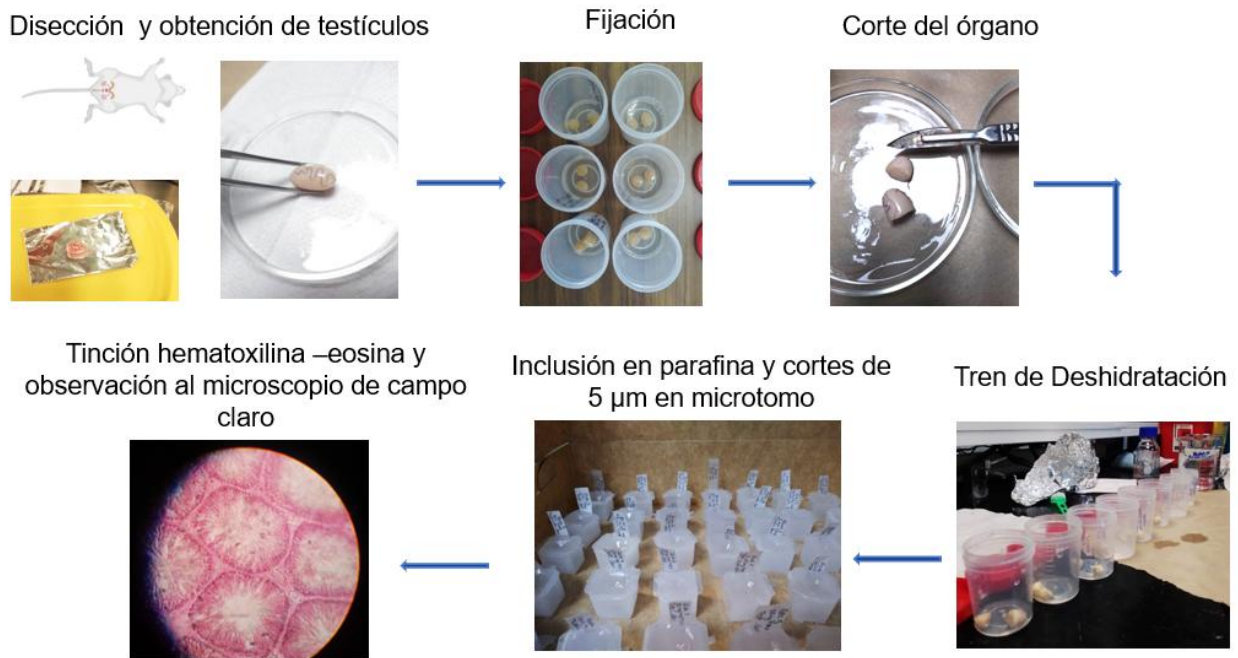 Disección y obtención de testículos
Fijación
Corte del órgano
Tinción hematoxilina –eosina y
observación al microscopio de campo
claro
Inclusión en parafina y cortes de
5 µm en microtomo
Tren de Deshidratación